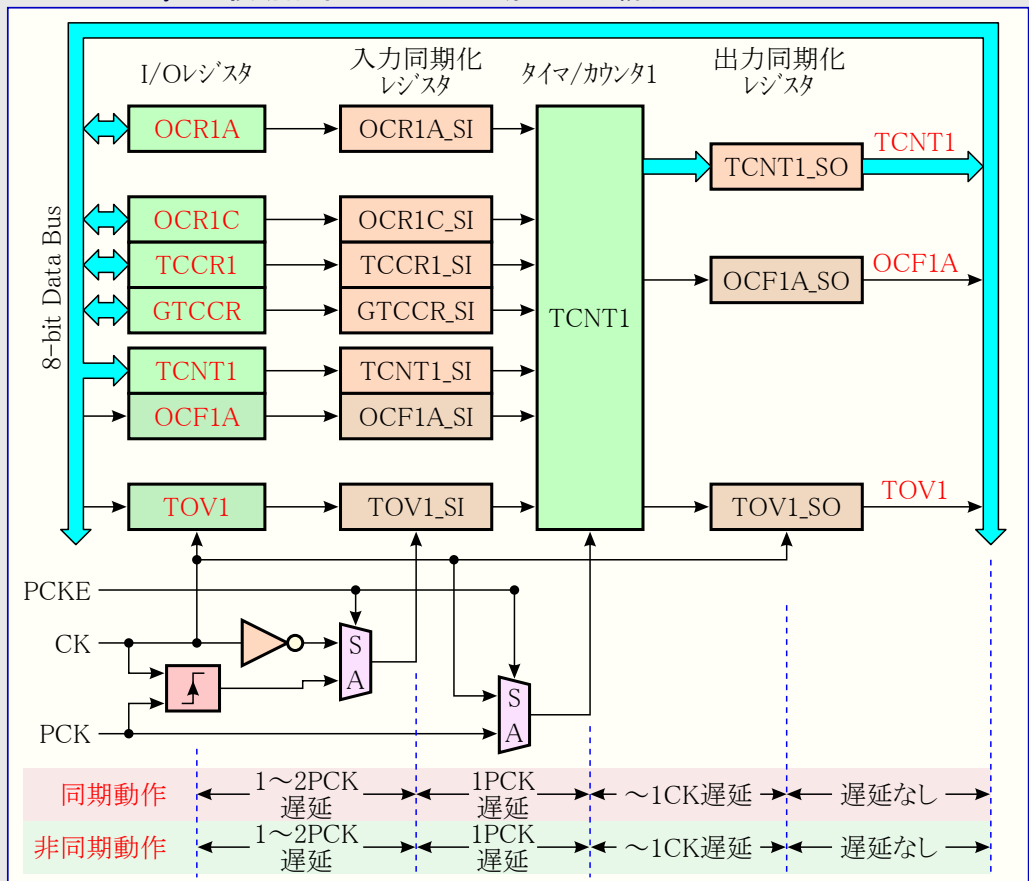 I/Oレジスタ
入力同期化
レジスタ
タイマ/カウンタ1
出力同期化
レジスタ
8-bit Data Bus
OCR1A
OCR1A_SI
OCR1C
OCR1C_SI
TCCR1
TCCR1_SI
GTCCR
GTCCR_SI
TCNT1
TCNT1_SI
OCF1A
OCF1A_SI
TOV1
TOV1_SI
TCNT1
TCNT1_SO
TCNT1
OCF1A_SO
OCF1A
TOV1_SO
TOV1
PCKE
CK
PCK
S
A
S
A
同期動作
1～2PCK
遅延
1PCK
遅延
～1CK遅延
遅延なし
非同期動作
1～2PCK
遅延
1PCK
遅延
～1CK遅延
遅延なし